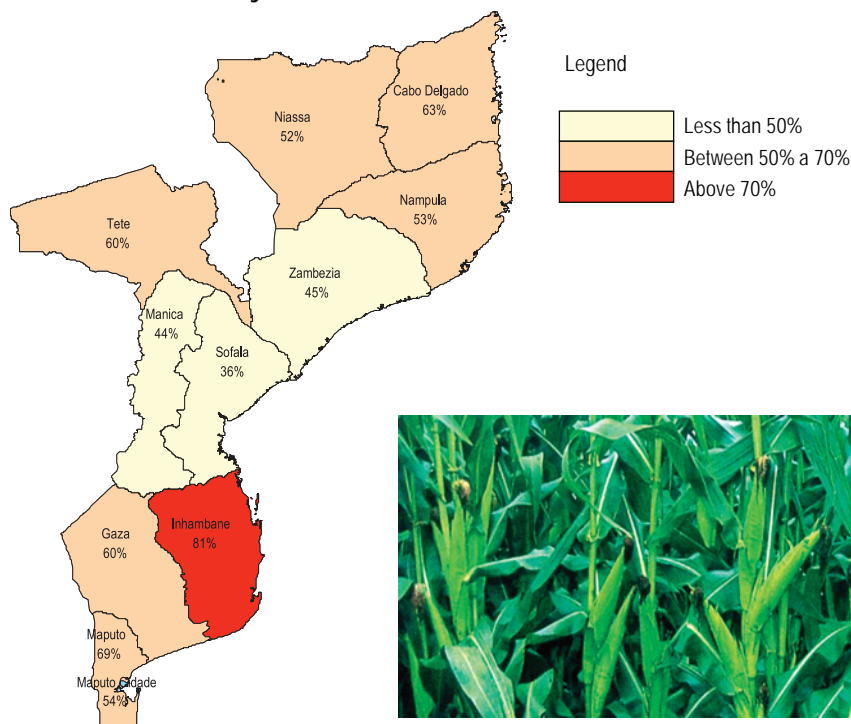 Legend
Less than 50%
Between 50% a 70%
Above 70%
Cabo Delgado
63%
Niassa
52%
Nampula
53%
Tete
60%
Zambezia
45%
Manica
44%
Sofala
36%
Inhambane
81%
Gaza
60%
Maputo
69%
Maputo Cidade
54%